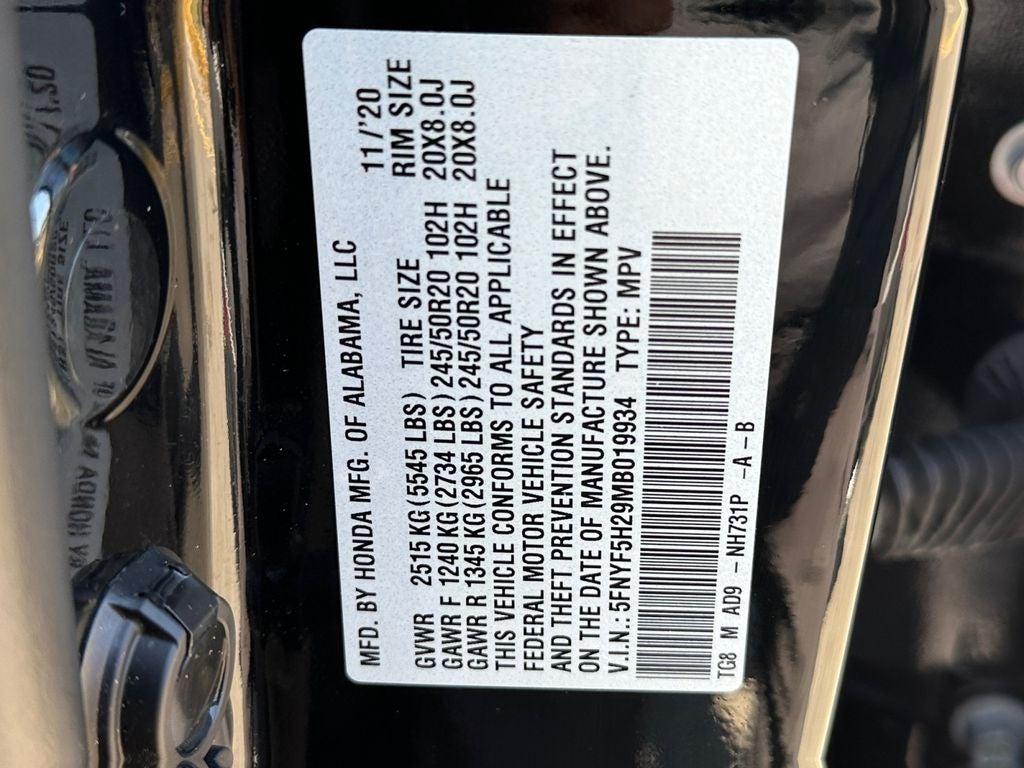 MFD. BY HONDA MFG. OF ALABAMA, LLC 11/'20
GVWR 2515 KG (5545 LBS) TIRE SIZE RIM SIZE
GAWR F 1240 KG (2734 LBS) 245/50R20 102H 20X8.0J
GAWR R 1345 KG (2965 LBS) 245/50R20 102H 20X8.0J
THIS VEHICLE CONFORMS TO ALL APPLICABLE
FEDERAL MOTOR VEHICLE SAFETY
AND THEFT PREVENTION STANDARDS IN EFFECT
ON THE DATE OF MANUFACTURE SHOWN ABOVE.
V.I.N.: 5FNYF5H29MB019934 TYPE: MPV
TG8 M AD9 -NH731P -A -B